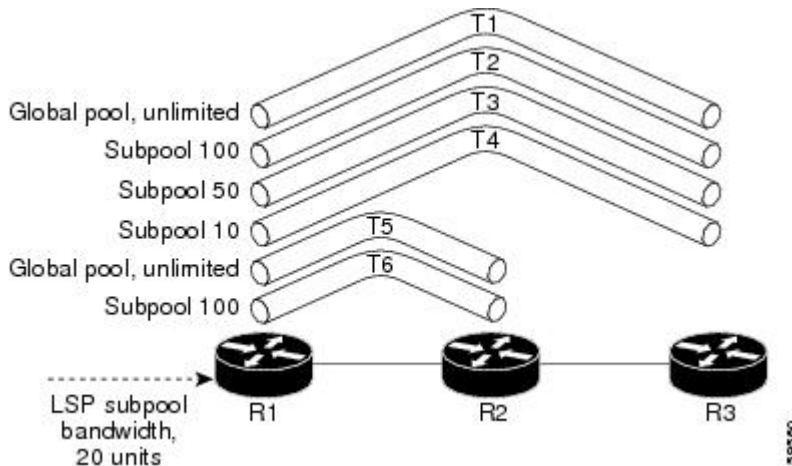 T1
T2
Global pool, unlimited
T3
Subpool 100
T4
Subpool 50
Subpool 10
T5
Global pool, unlimited
T6
Subpool 100
LSP subpool
bandwidth,
20 units
R1
R2
R3
59560